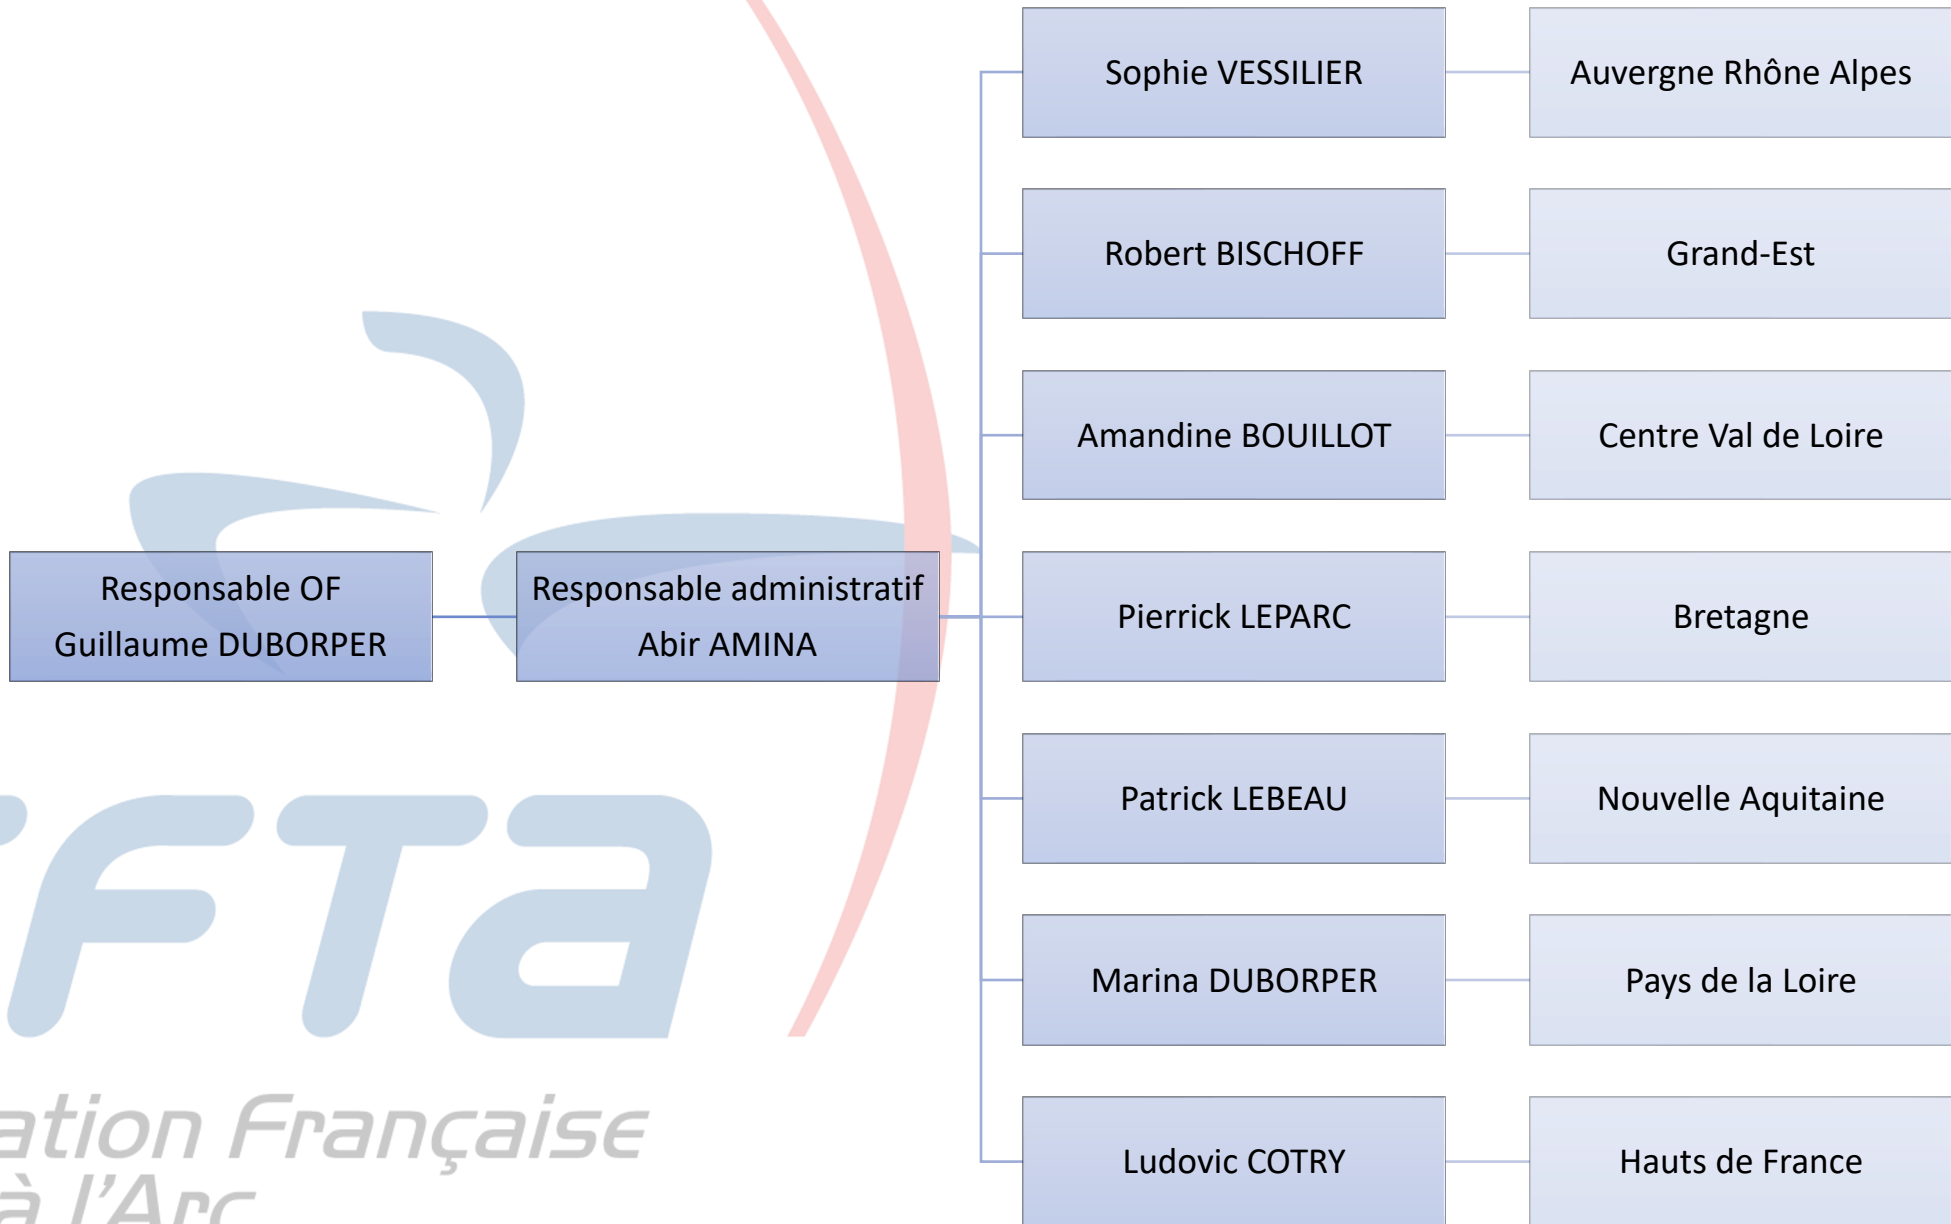 Sophie VESSILIER
Auvergne Rhône Alpes
Robert BISCHOFF
Grand-Est
Amandine BOUILLOT
Centre Val de Loire
Responsable OF
Guillaume DUBORPER
Responsable administratif
Abir AMINA
Pierrick LEPARC
Bretagne
Patrick LEBEAU
Nouvelle Aquitaine
Marina DUBORPER
Pays de la Loire
Ludovic COTRY
Hauts de France
FFTa
ation Française
à l'Arc